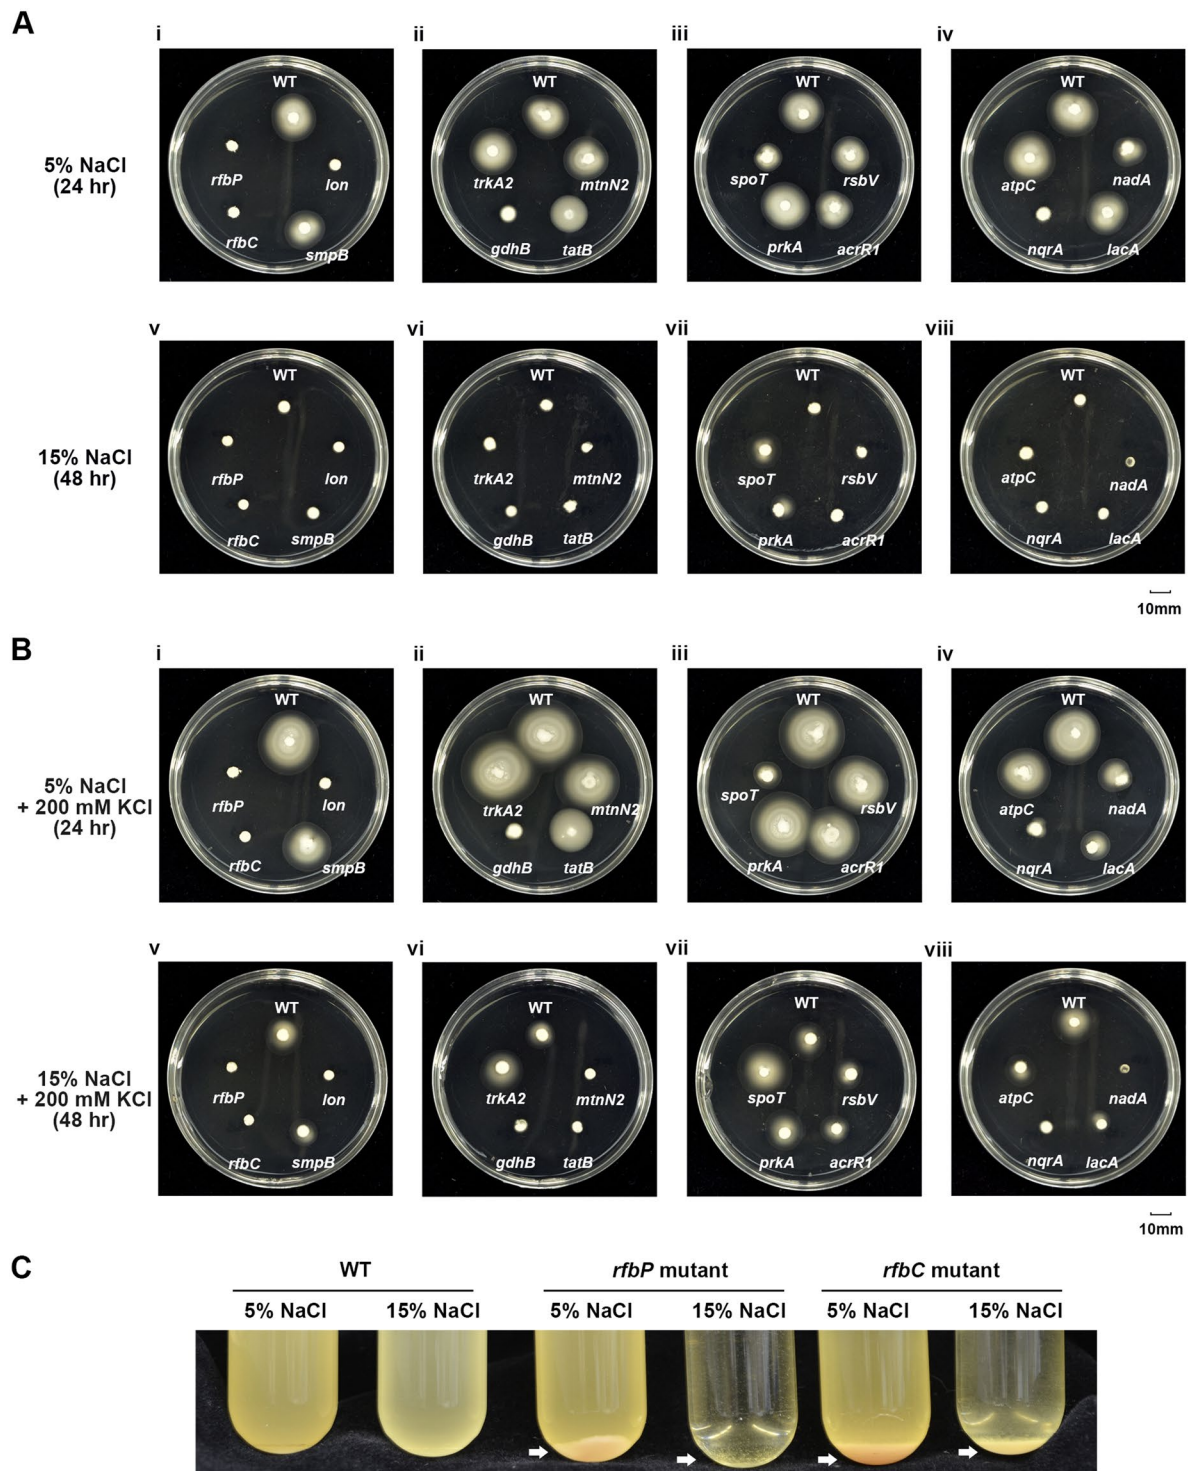 A
i ii iii iv
5% NaCl
(24 hr)
WT
rfbP
lon
rfbC
smpB
WT
trkA2
mtnN2
gdhB
tatB
WT
spoT
rsbV
prkA
acrR1
WT
atpC
nadA
nqrA
lacA
v vi vii viii
15% NaCl
(48 hr)
WT
rfbP
lon
rfbC
smpB
WT
trkA2
mtnN2
gdhB
tatB
WT
spoT
rsbV
prkA
acrR1
WT
atpC
nadA
nqrA
lacA
10mm
B
i ii iii iv
5% NaCl
+ 200 mM KCl
(24 hr)
WT
rfbP
lon
rfbC
smpB
WT
trkA2
mtnN2
gdhB
tatB
WT
spoT
rsbV
prkA
acrR1
WT
atpC
nadA
nqrA
lacA
v vi vii viii
15% NaCl
+ 200 mM KCl
(48 hr)
WT
rfbP
lon
rfbC
smpB
WT
trkA2
mtnN2
gdhB
tatB
WT
spoT
rsbV
prkA
acrR1
WT
atpC
nadA
nqrA
lacA
10mm
C
WT rfbP mutant rfbC mutant
5% NaCl 15% NaCl 5% NaCl 15% NaCl 5% NaCl 15% NaCl